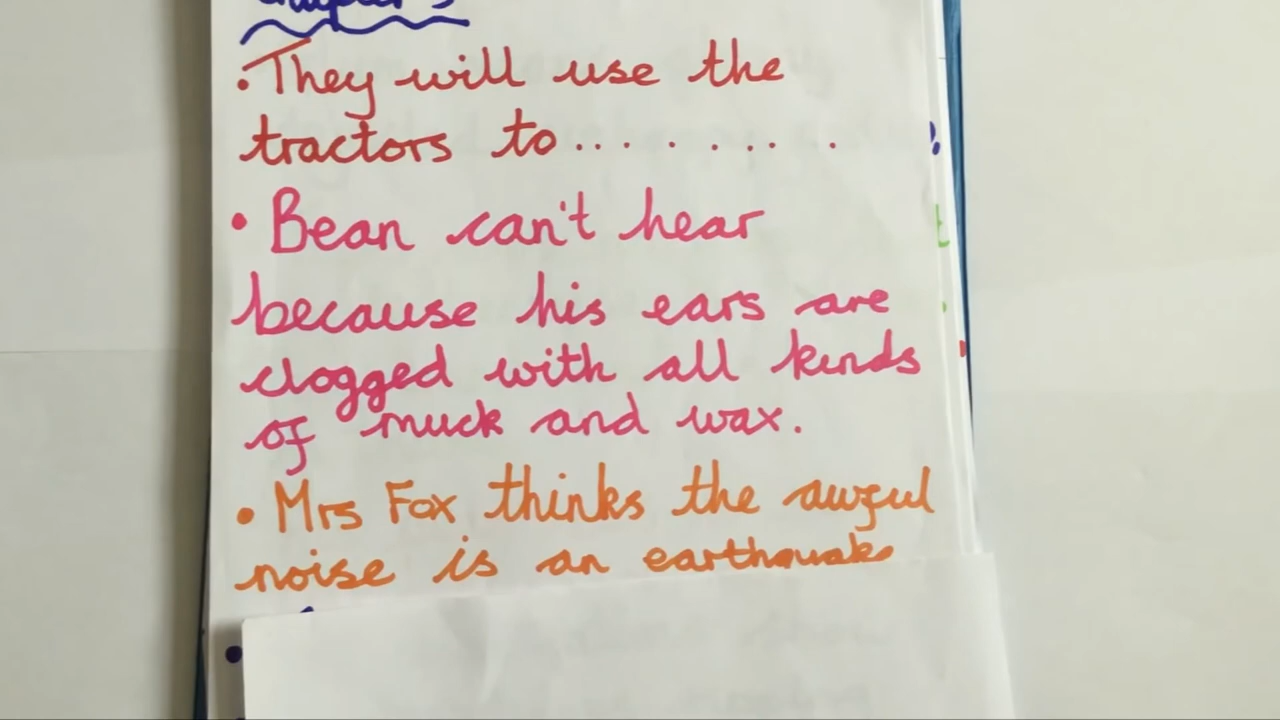 • They will use the
tractors to.........
• Bean can't hear
because his ears are
clogged with all kinds
of muck and wax.
• Mrs Fox thinks the awful
noise is an earthquake